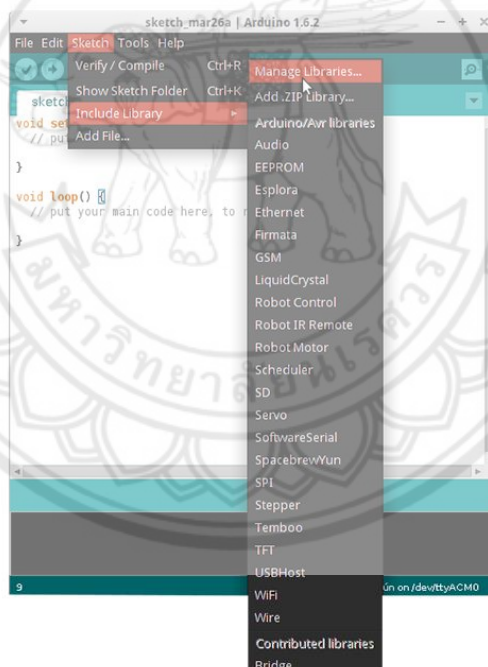 sketch_mar26a | Arduino 1.6.2
File Edit Sketch Tools Help
Verify / Compile Ctrl+R
Show Sketch Folder Ctrl+K
Include Library
Add File...
Manage Libraries...
Add .ZIP Library...
Arduino/Avr libraries
Audio
EEPROM
Esplora
Ethernet
Firmata
GSM
LiquidCrystal
Robot Control
Robot IR Remote
Robot Motor
Scheduler
SD
Servo
SoftwareSerial
SpacebrewYun
SPI
Stepper
Temboo
TFT
USBHost
WiFi
Wire
Contributed libraries
Bridge
sketc
void set
// pu
}
void loop() {
// put your main code here, to r
}
9
ún on /dev/ttyACM0